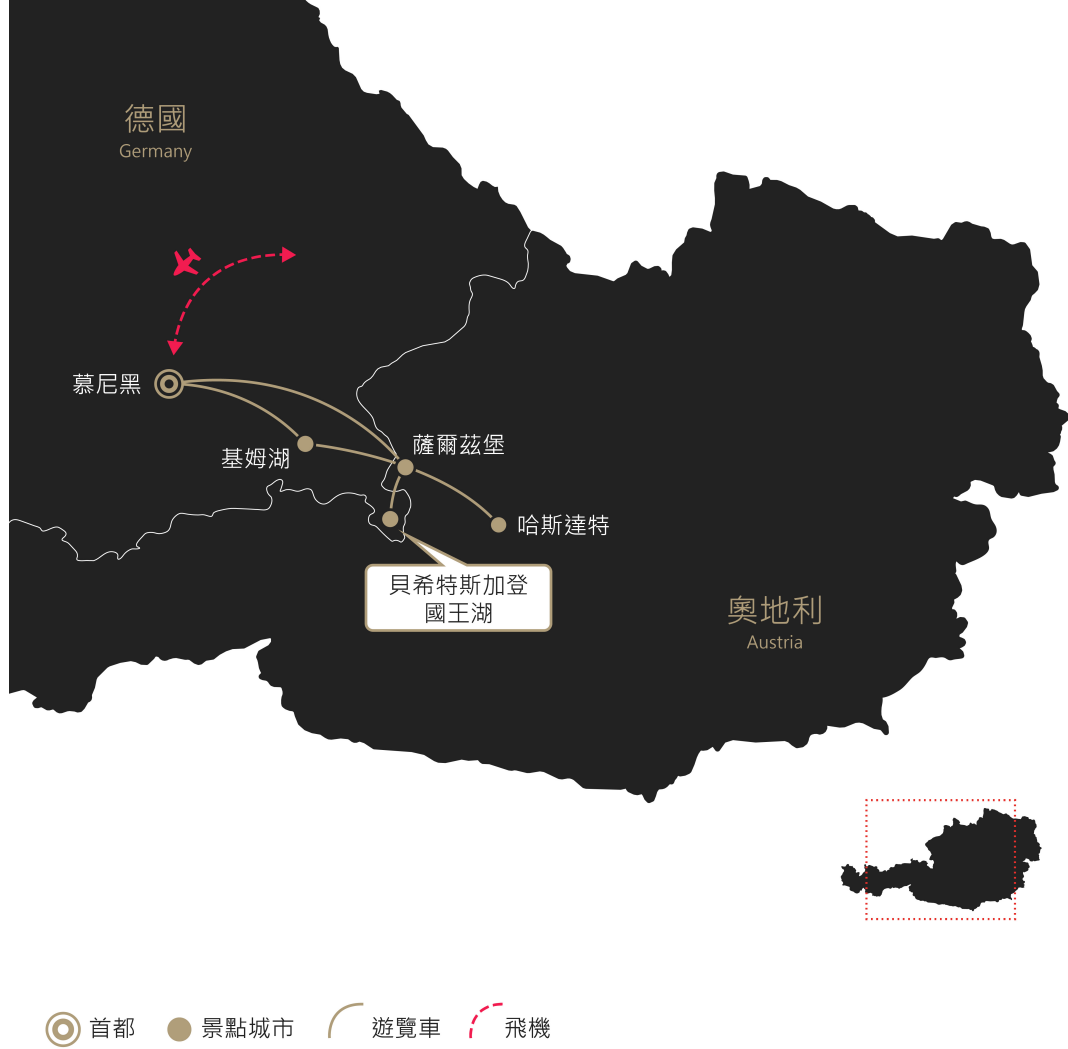 德國
Germany
慕尼黑
基姆湖
薩爾茲堡
哈斯達特
貝希特斯加登
國王湖
奧地利
Austria
首都
景點城市
遊覽車
飛機